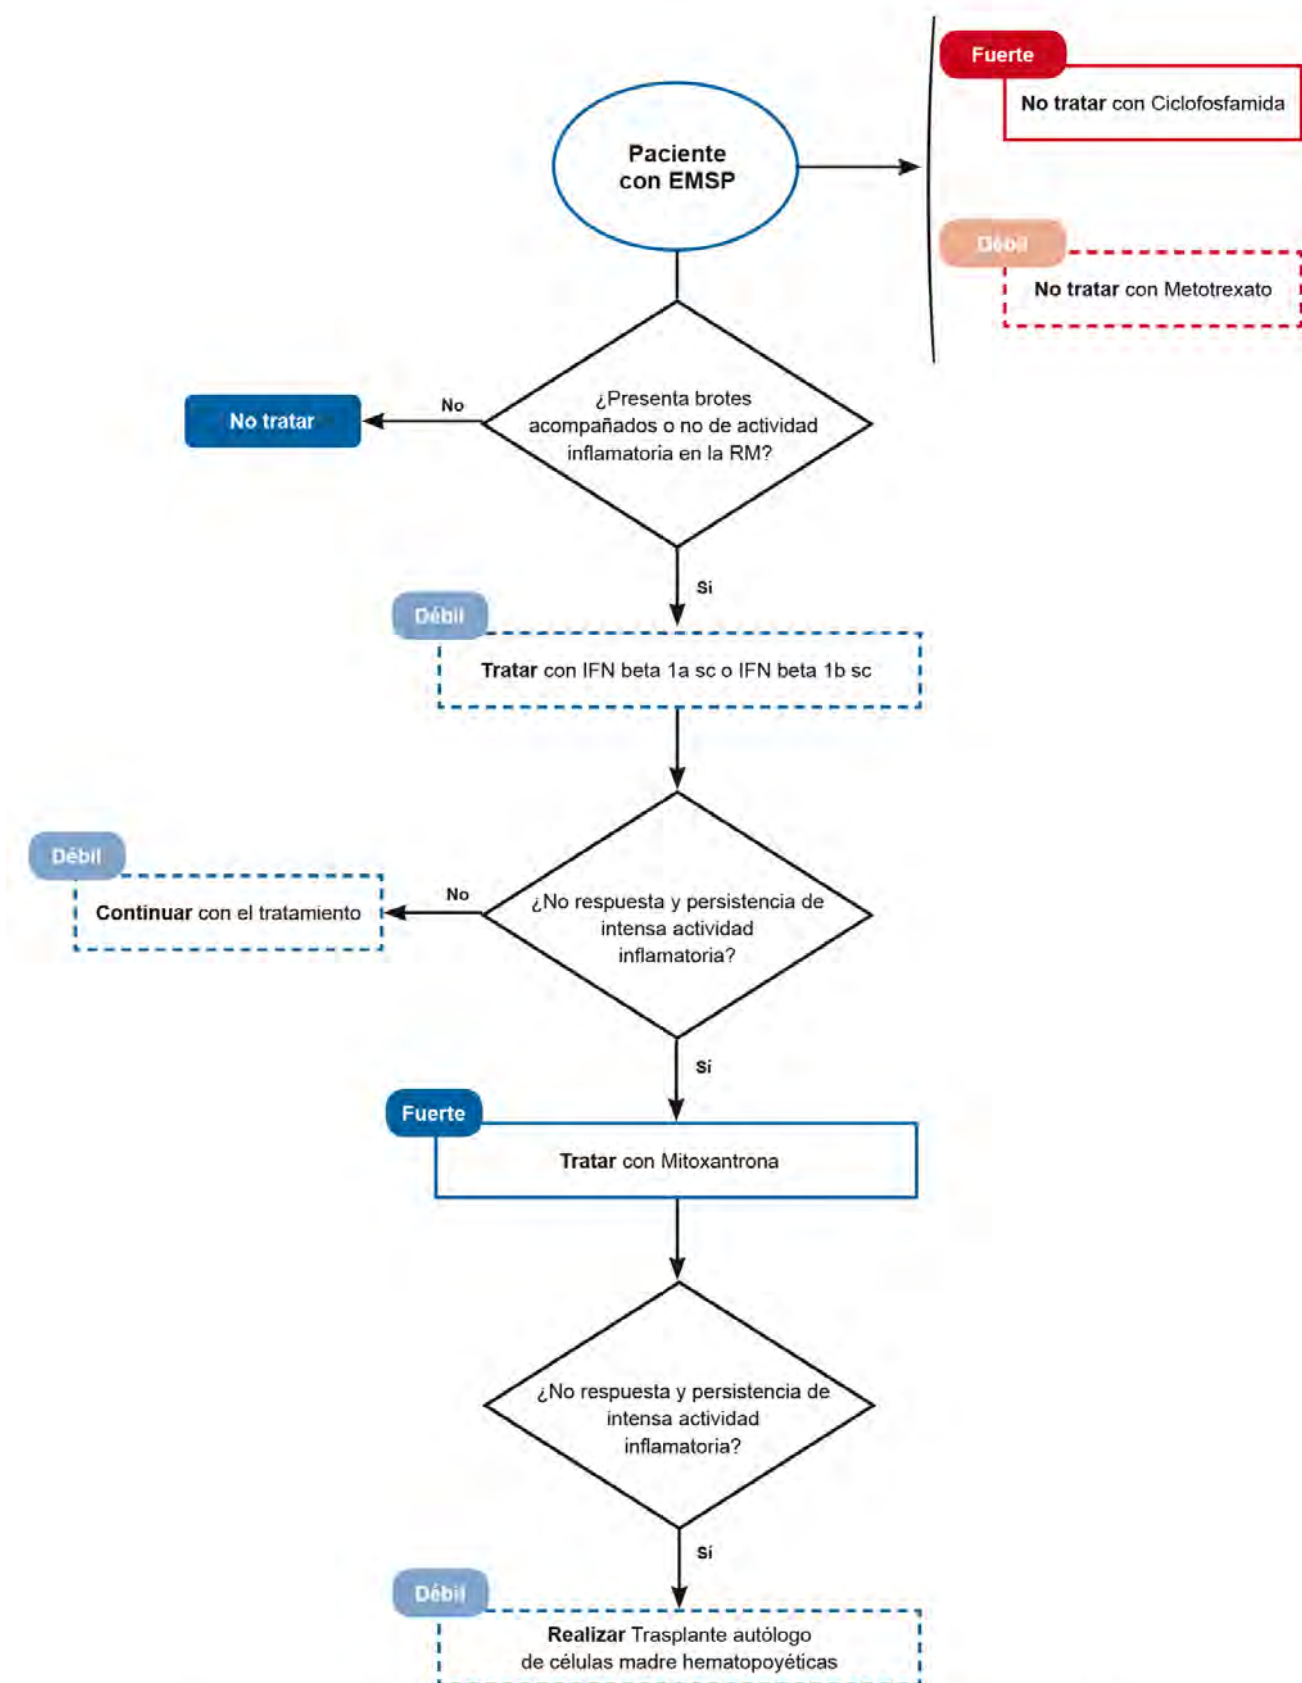 Fuerte
No tratar con Ciclofosfamida
Paciente
con EMSP
Débil
No tratar con Metotrexato
¿Presenta brotes
acompañados o no de actividad
inflamatoria en la RM?
No
No tratar
Sí
Débil
Tratar con IFN beta 1a sc o IFN beta 1b sc
¿No respuesta y persistencia de
intensa actividad
inflamatoria?
No
Débil
Continuar con el tratamiento
Sí
Fuerte
Tratar con Mitoxantrona
¿No respuesta y persistencia de
intensa actividad
inflamatoria?
Sí
Débil
Realizar Trasplante autólogo
de células madre hematopoyéticas